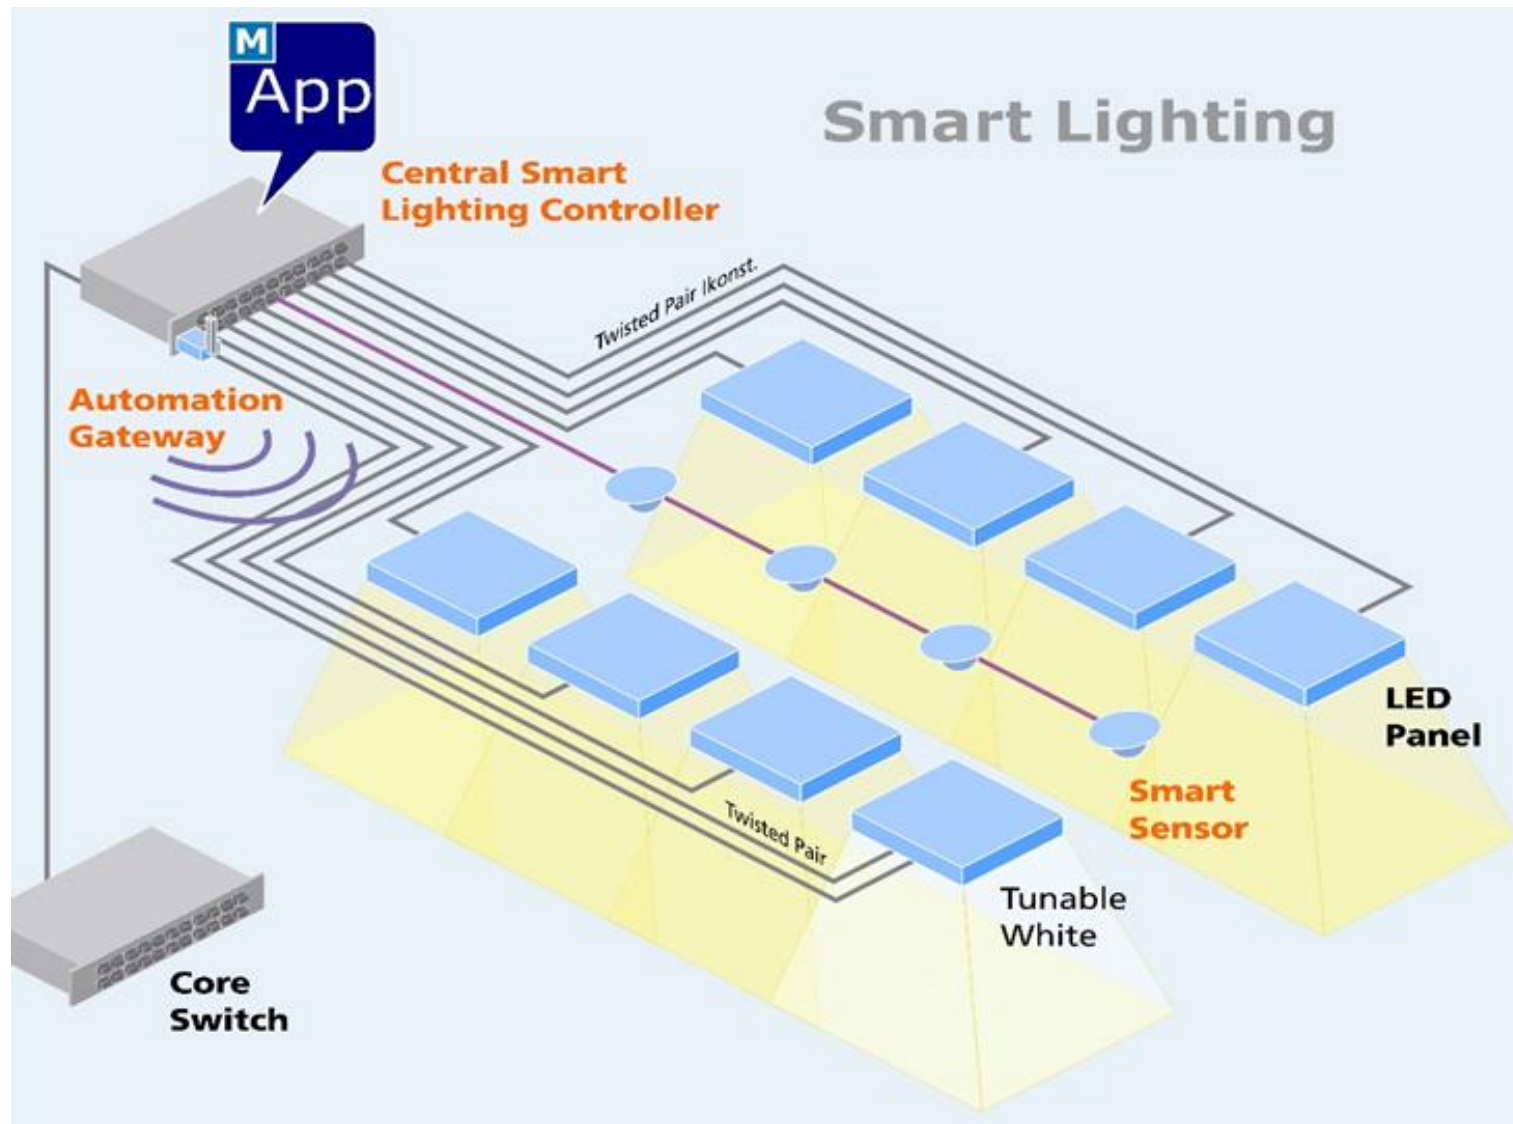 M
App
Smart Lighting
Central Smart
Lighting Controller
Twisted Pair Ikonst.
Automation
Gateway
LED
Panel
Smart
Sensor
Twisted Pair
Tunable
White
Core
Switch